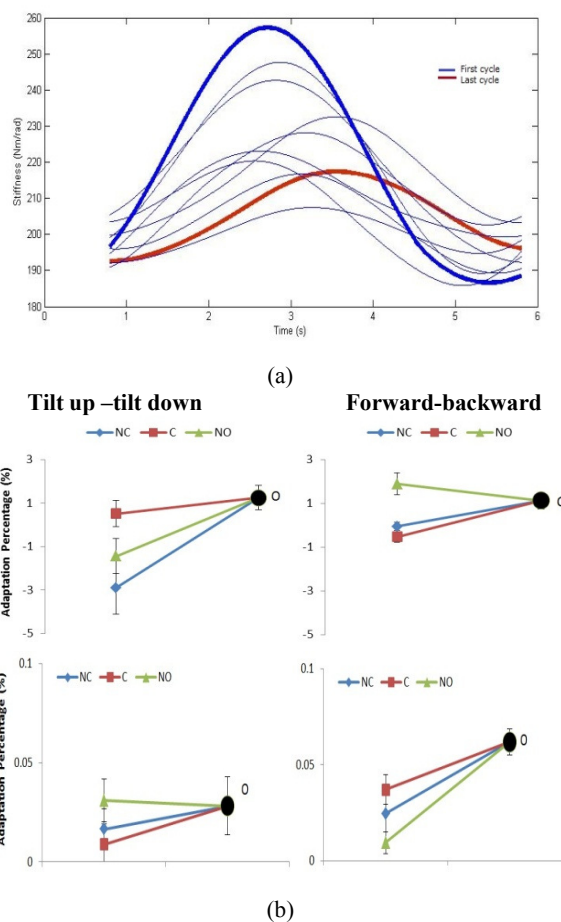 260
250
240
230
220
210
200
190
180
Stiffness (Nm/rad)
First cycle
Last cycle
0 1 2 3 4 5 6
Time (s)
(a)
Tilt up –tilt down Forward-backward
NC C NO NC C NO
Adaptation Percentage (%)
3
1
-1
-3
-5
O
Adaptation Percentage (%)
3
1
-1
-3
-5
O
Adaptation Percentage (%)
0.1
0.05
0
NC C NO
O
0.1
0.05
0
NC C NO
O
(b)